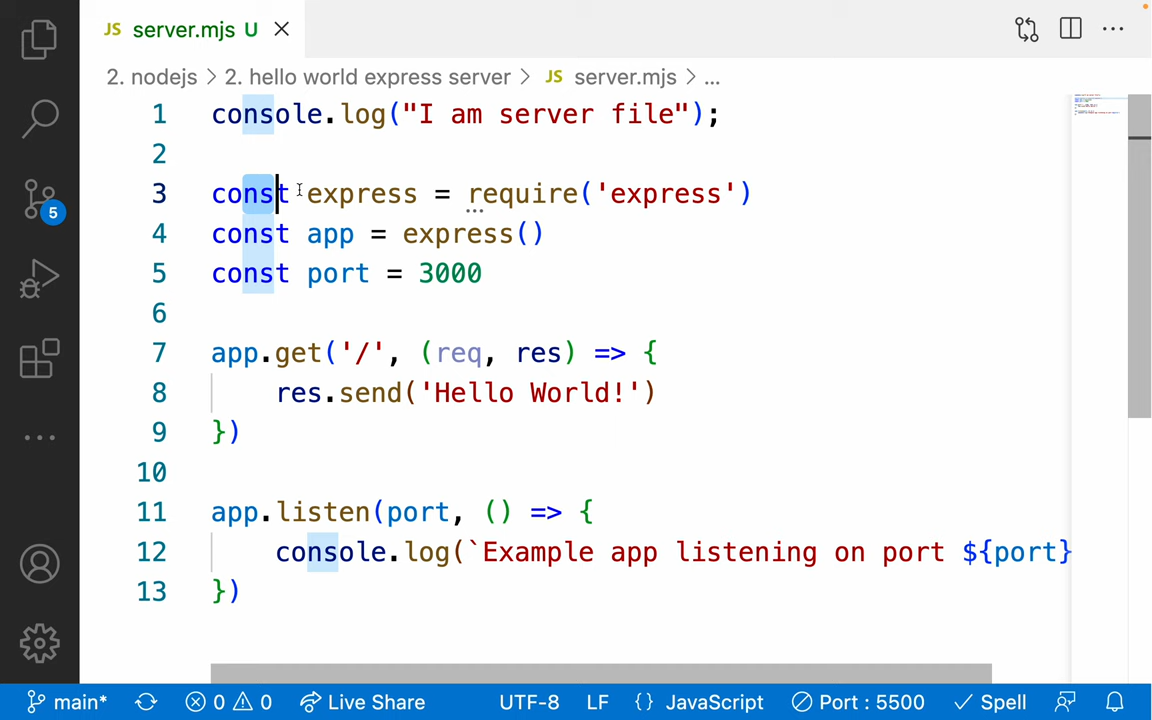 JS server.mjs U
2. nodejs > 2. hello world express server > JS server.mjs > ...
1 console.log("I am server file");
2
3 const express = require('express')
4 const app = express()
5 const port = 3000
6
7 app.get('/', (req, res) => {
8 res.send('Hello World!')
9 })
10
11 app.listen(port, () => {
12 console.log(`Example app listening on port ${port}
13 })
5
main* 0 0 Live Share UTF-8 LF {} JavaScript Port : 5500 Spell